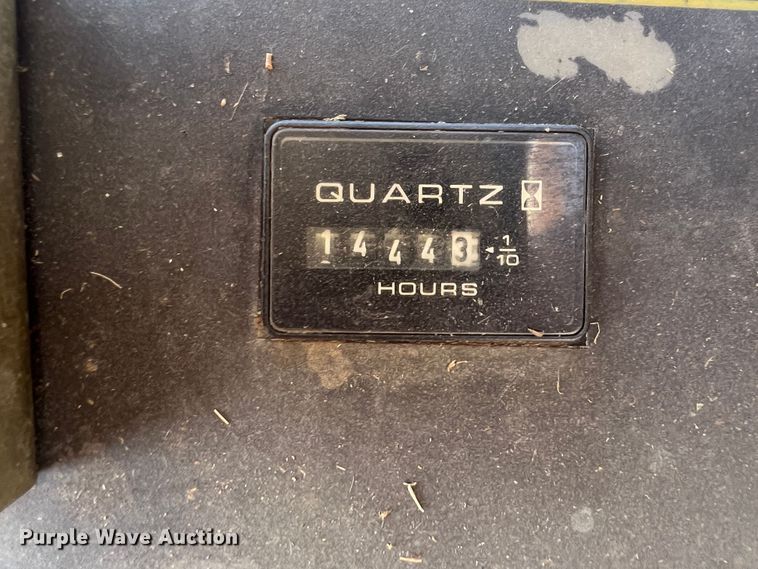 QUARTZ
14443 1/10
HOURS
Purple Wave Auction